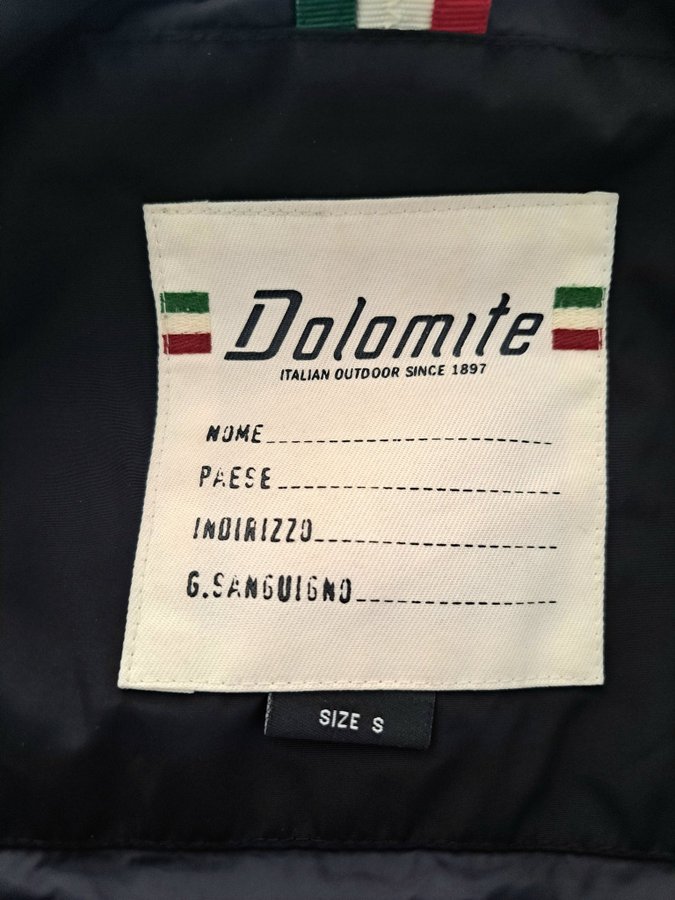 Dolomite
ITALIAN OUTDOOR SINCE 1897
NOME
PAESE
INDIRIZZO
G.SANGUIGNO
SIZE S